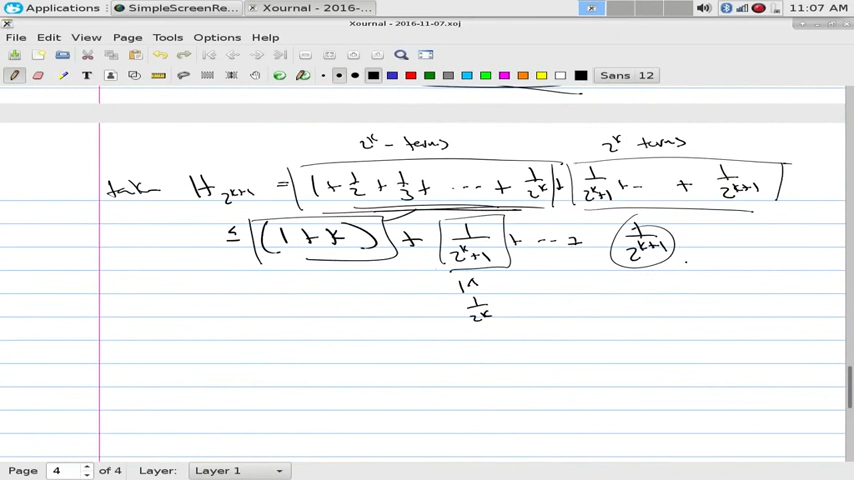 Applications SimpleScreenRe... Xournal - 2016-11-07.... 11:07 AM
Xournal - 2016-11-07.xoj
File Edit View Page Tools Options Help
T Sans 12
2^k - terms 2^k terms
take H_{2^{k+1}} = (1 + 1/2 + 1/3 + ... + 1/2^k) + (1/(2^k+1) + ... + 1/2^{k+1})
≤ (1 + k) + 1/(2^k+1) + ... + 1/2^{k+1} .
1/2^k
Page 4 of 4 Layer: Layer 1